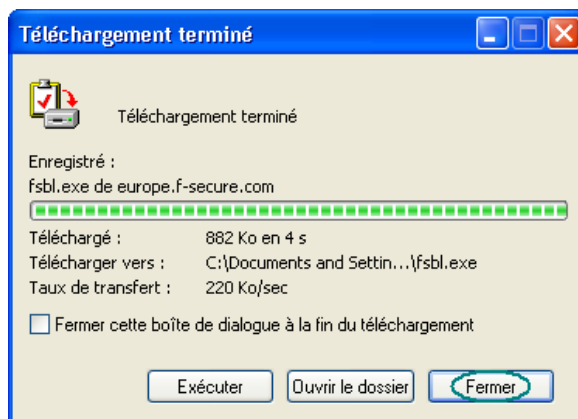 Téléchargement terminé
Téléchargement terminé
Enregistré :
fsbl.exe de europe.f-secure.com
Téléchargé : 882 Ko en 4 s
Télécharger vers : C:\Documents and Settin...\fsbl.exe
Taux de transfert : 220 Ko/sec
Fermer cette boîte de dialogue à la fin du téléchargement
Exécuter Ouvrir le dossier Fermer